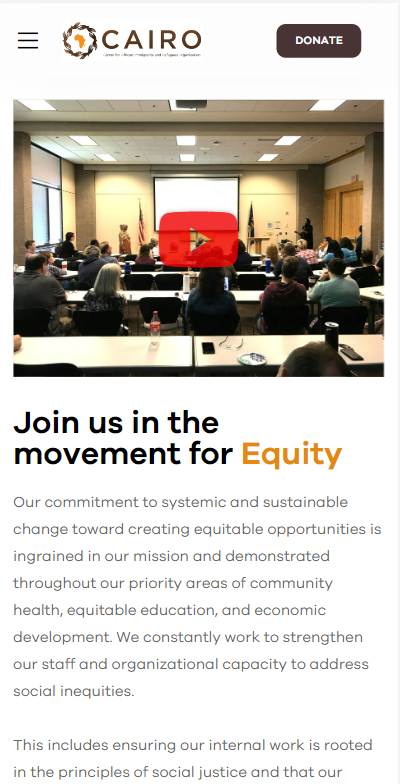 CAIRO
Center for African Immigrants and Refugees Organization
DONATE
Join us in the
movement for Equity
Our commitment to systemic and sustainable
change toward creating equitable opportunities is
ingrained in our mission and demonstrated
throughout our priority areas of community
health, equitable education, and economic
development. We constantly work to strengthen
our staff and organizational capacity to address
social inequities.
This includes ensuring our internal work is rooted
in the principles of social justice and that our